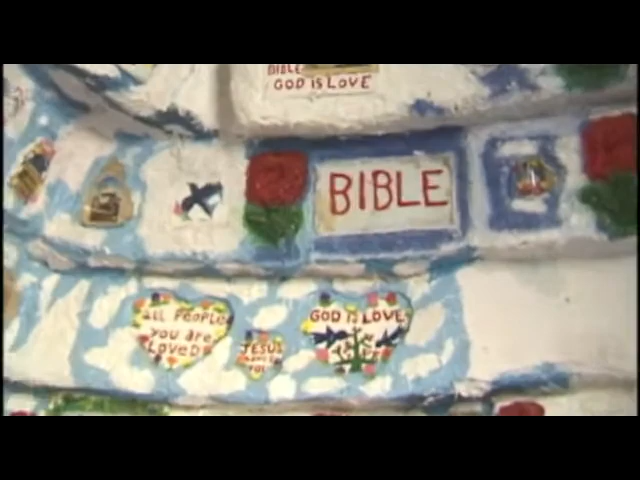 BIBLE
GOD IS LOVE
BIBLE
ALL PEOPLE
YOU are
LOVED
JESUS
GOD IS LOVE